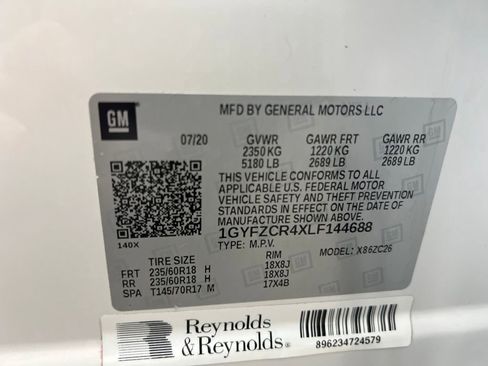 GM
MFD BY GENERAL MOTORS LLC
07/20 GVWR GAWR FRT GAWR RR
2350 KG 1220 KG 1220 KG
5180 LB 2689 LB 2689 LB
THIS VEHICLE CONFORMS TO ALL
APPLICABLE U.S. FEDERAL MOTOR
VEHICLE SAFETY AND THEFT
PREVENTION STANDARDS IN
EFFECT ON THE DATE OF
MANUFACTURE SHOWN ABOVE.
1GYFZCR4XLF144688
TYPE: M.P.V. MODEL: X86ZC26
140X
TIRE SIZE RIM
FRT 235/60R18 H 18X8J
RR 235/60R18 H 18X8J
SPA T145/70R17 M 17X4B
Reynolds
& Reynolds®
896234724579